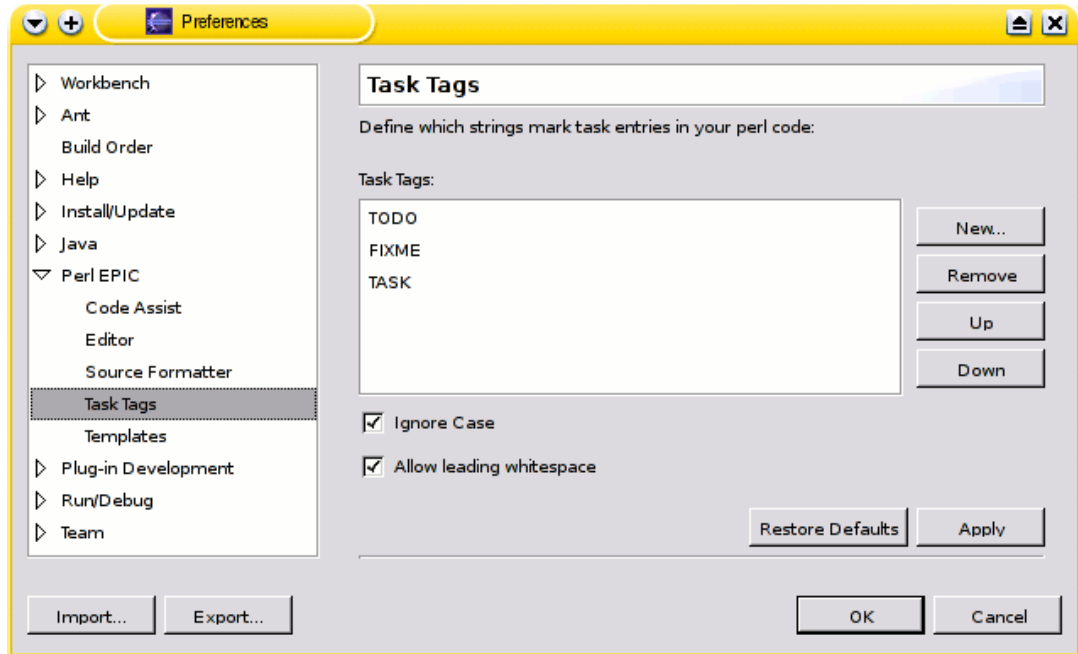 Preferences
Workbench
Ant
Build Order
Help
Install/Update
Java
Perl EPIC
Code Assist
Editor
Source Formatter
Task Tags
Templates
Plug-in Development
Run/Debug
Team
Task Tags
Define which strings mark task entries in your perl code:
Task Tags:
TODO
FIXME
TASK
New...
Remove
Up
Down
Ignore Case
Allow leading whitespace
Restore Defaults
Apply
Import...
Export...
OK
Cancel